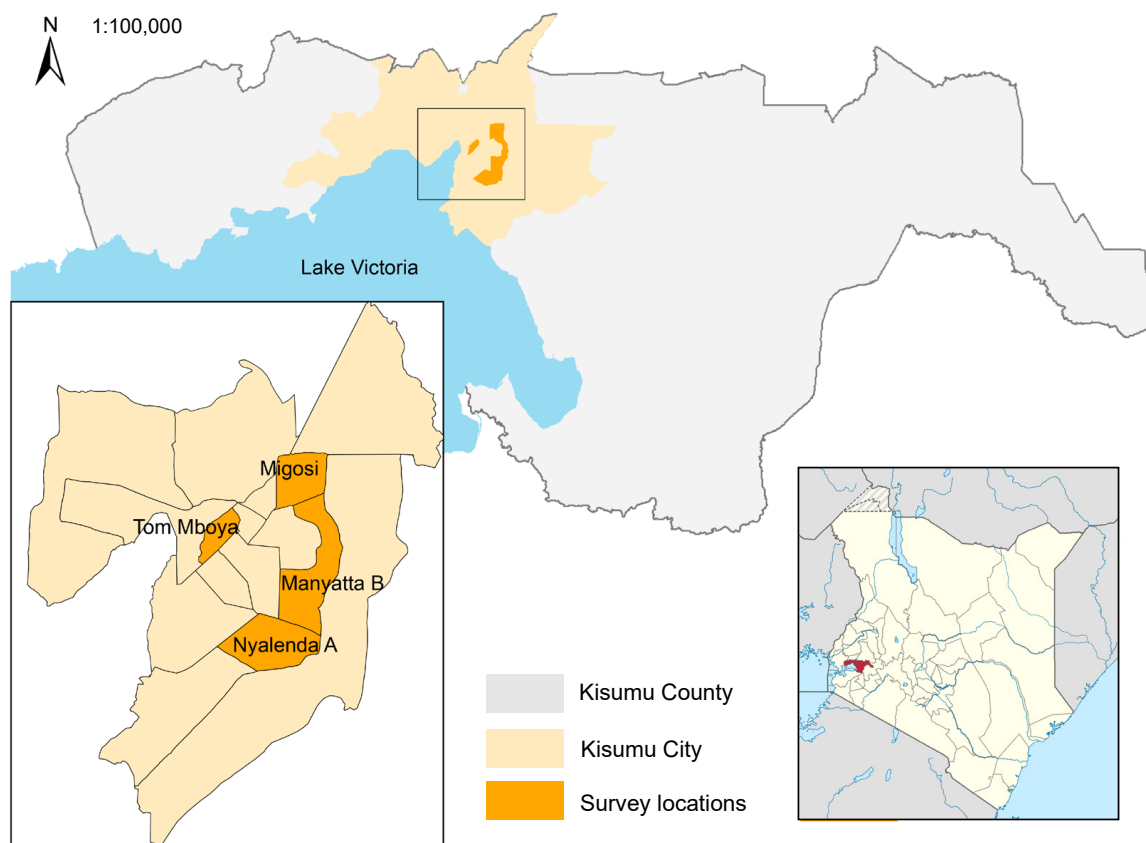 N
1:100,000
Lake Victoria
Migosi
Tom Mboya
Manyatta B
Nyalenda A
Kisumu County
Kisumu City
Survey locations